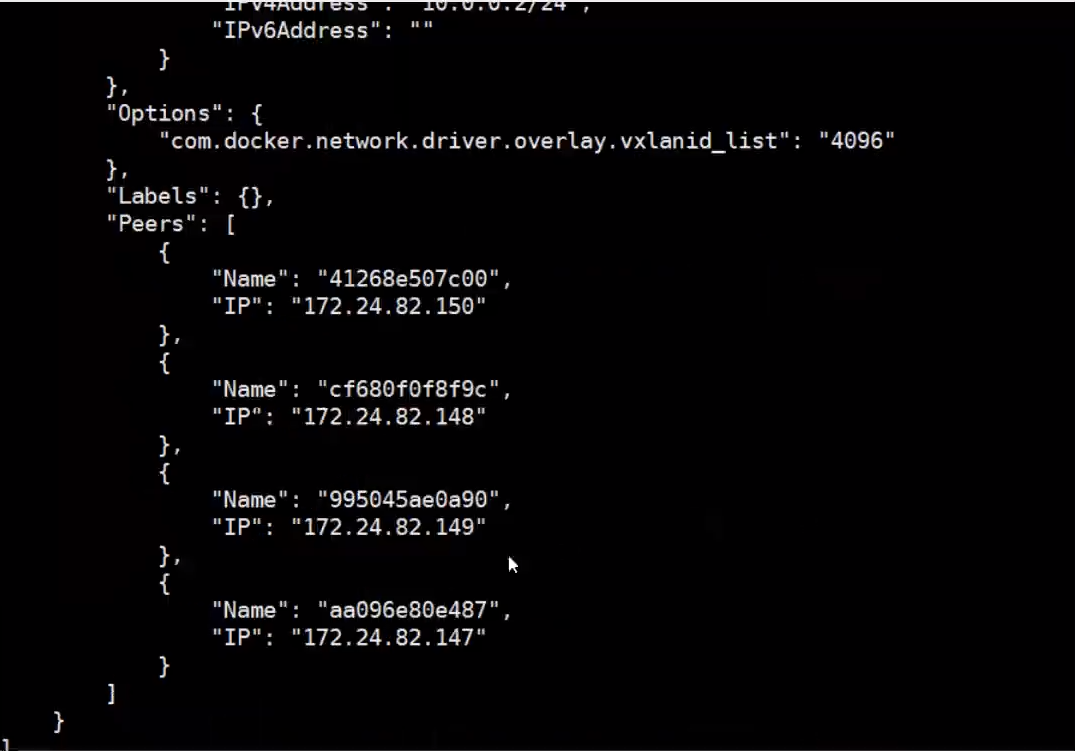 "IPv4Address": "10.0.0.2/24",
"IPv6Address": ""
}
},
"Options": {
"com.docker.network.driver.overlay.vxlanid_list": "4096"
},
"Labels": {},
"Peers": [
{
"Name": "41268e507c00",
"IP": "172.24.82.150"
},
{
"Name": "cf680f0f8f9c",
"IP": "172.24.82.148"
},
{
"Name": "995045ae0a90",
"IP": "172.24.82.149"
},
{
"Name": "aa096e80e487",
"IP": "172.24.82.147"
}
]
}
]